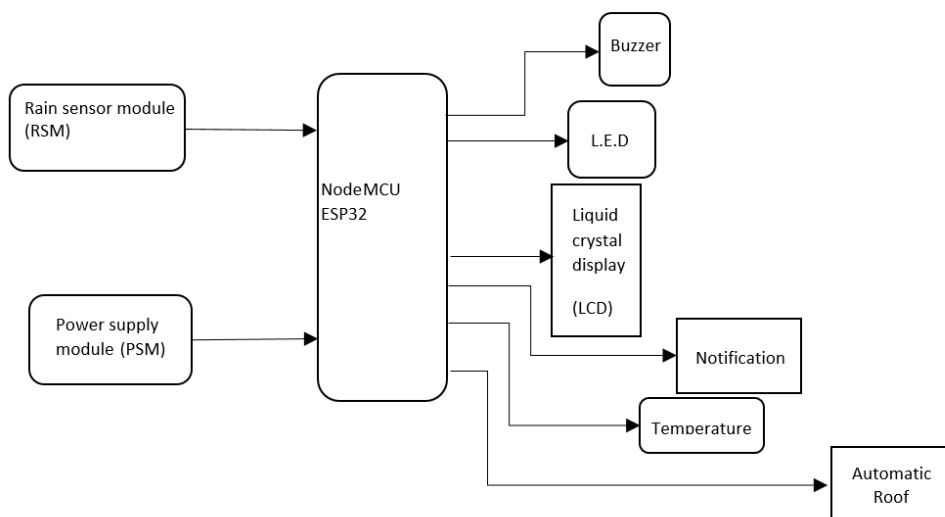 Buzzer
Rain sensor module
(RSM)
L.E.D
NodeMCU
ESP32
Liquid
crystal
display
(LCD)
Power supply
module (PSM)
Notification
Temperature
Automatic
Roof